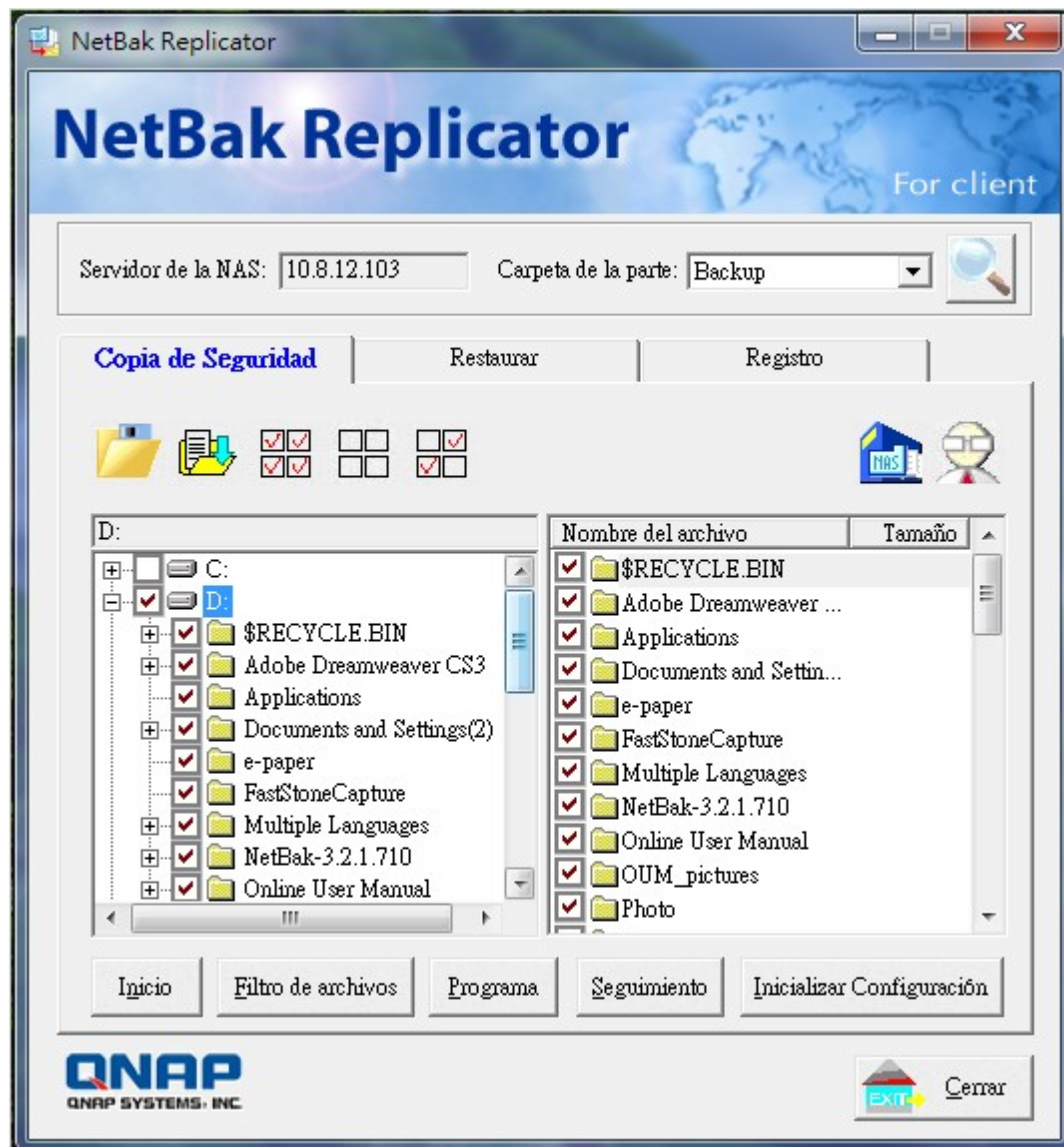 NetBak Replicator
NetBak Replicator
For client
Servidor de la NAS: 10.8.12.103 Carpeta de la parte: Backup
Copia de Seguridad Restaurar Registro
NAS
D: Nombre del archivo Tamaño
C:
D:
$RECYCLE.BIN
Adobe Dreamweaver CS3
Applications
Documents and Settings(2)
e-paper
FastStoneCapture
Multiple Languages
NetBak-3.2.1.710
Online User Manual
$RECYCLE.BIN
Adobe Dreamweaver ...
Applications
Documents and Settin...
e-paper
FastStoneCapture
Multiple Languages
NetBak-3.2.1.710
Online User Manual
OUM_pictures
Photo
Inicio Filtro de archivos Programa Seguimiento Inicializar Configuración
QNAP
QNAP SYSTEMS, INC.
EXIT Cerrar